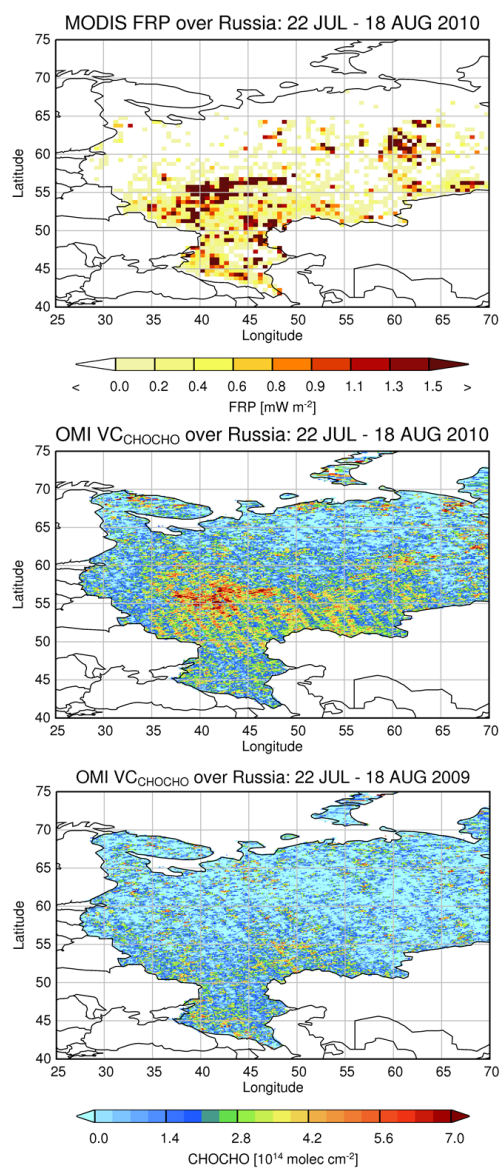 MODIS FRP over Russia: 22 JUL - 18 AUG 2010
75
70
65
60
55
50
45
40
Latitude
25 30 35 40 45 50 55 60 65 70
Longitude
< 0.0 0.2 0.4 0.6 0.8 0.9 1.1 1.3 1.5 >
FRP [mW m-2]
OMI VCCHOCHO over Russia: 22 JUL - 18 AUG 2010
75
70
65
60
55
50
45
40
Latitude
25 30 35 40 45 50 55 60 65 70
Longitude
OMI VCCHOCHO over Russia: 22 JUL - 18 AUG 2009
75
70
65
60
55
50
45
40
Latitude
25 30 35 40 45 50 55 60 65 70
Longitude
0.0 1.4 2.8 4.2 5.6 7.0
CHOCHO [10^14 molec cm-2]